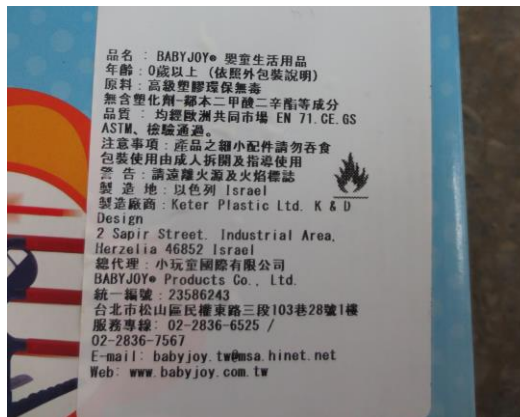 品名 : BABYJOY® 嬰童生活用品
年齡 : 0歲以上 (依照外包裝說明)
原料 : 高級塑膠環保無毒
無含塑化劑-鄰本二甲酸二辛酯等成分
品質 : 均經歐洲共同市場 EN 71.CE.GS
ASTM、檢驗通過。
注意事項 : 產品之細小配件請勿吞食
包裝使用由成人拆開及指導使用
警 告 : 請遠離火源及火焰標誌
製 造 地 : 以色列 Israel
製造廠商 : Keter Plastic Ltd. K & D
Design
2 Sapir Street. Industrial Area,
Herzelia 46852 Israel
總代理 : 小玩童國際有限公司
BABYJOY® Products Co., Ltd.
統一編號 : 23586243
台北市松山區民權東路三段103巷28號1樓
服務專線: 02-2836-6525 /
02-2836-7567
E-mail: babyjoy.tw@msa.hinet.net
Web: www.babyjoy.com.tw